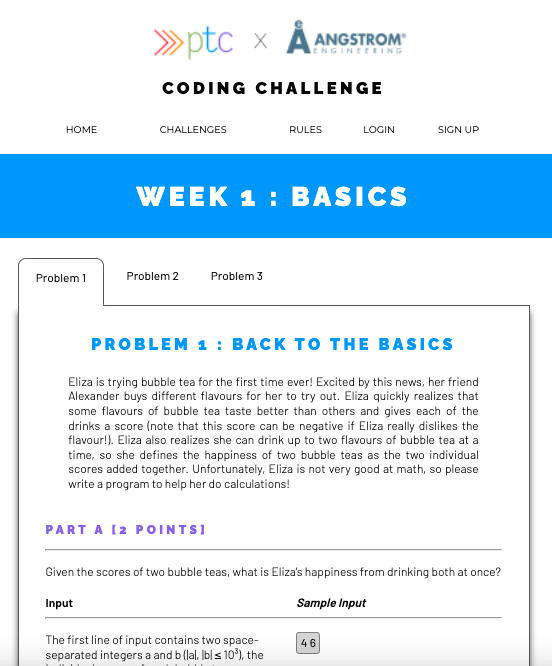 ptc X ANGSTROM
ENGINEERING
CODING CHALLENGE
HOME CHALLENGES RULES LOGIN SIGN UP
WEEK 1 : BASICS
Problem 1 Problem 2 Problem 3
PROBLEM 1 : BACK TO THE BASICS
Eliza is trying bubble tea for the first time ever! Excited by this news, her friend
Alexander buys different flavours for her to try out. Eliza quickly realizes that
some flavours of bubble tea taste better than others and gives each of the
drinks a score (note that this score can be negative if Eliza really dislikes the
flavour!). Eliza also realizes she can drink up to two flavours of bubble tea at a
time, so she defines the happiness of two bubble teas as the two individual
scores added together. Unfortunately, Eliza is not very good at math, so please
write a program to help her do calculations!
PART A [2 POINTS]
Given the scores of two bubble teas, what is Eliza's happiness from drinking both at once?
Input Sample Input
The first line of input contains two space- 4 6
separated integers a and b (|a|, |b| ≤ 10³), the